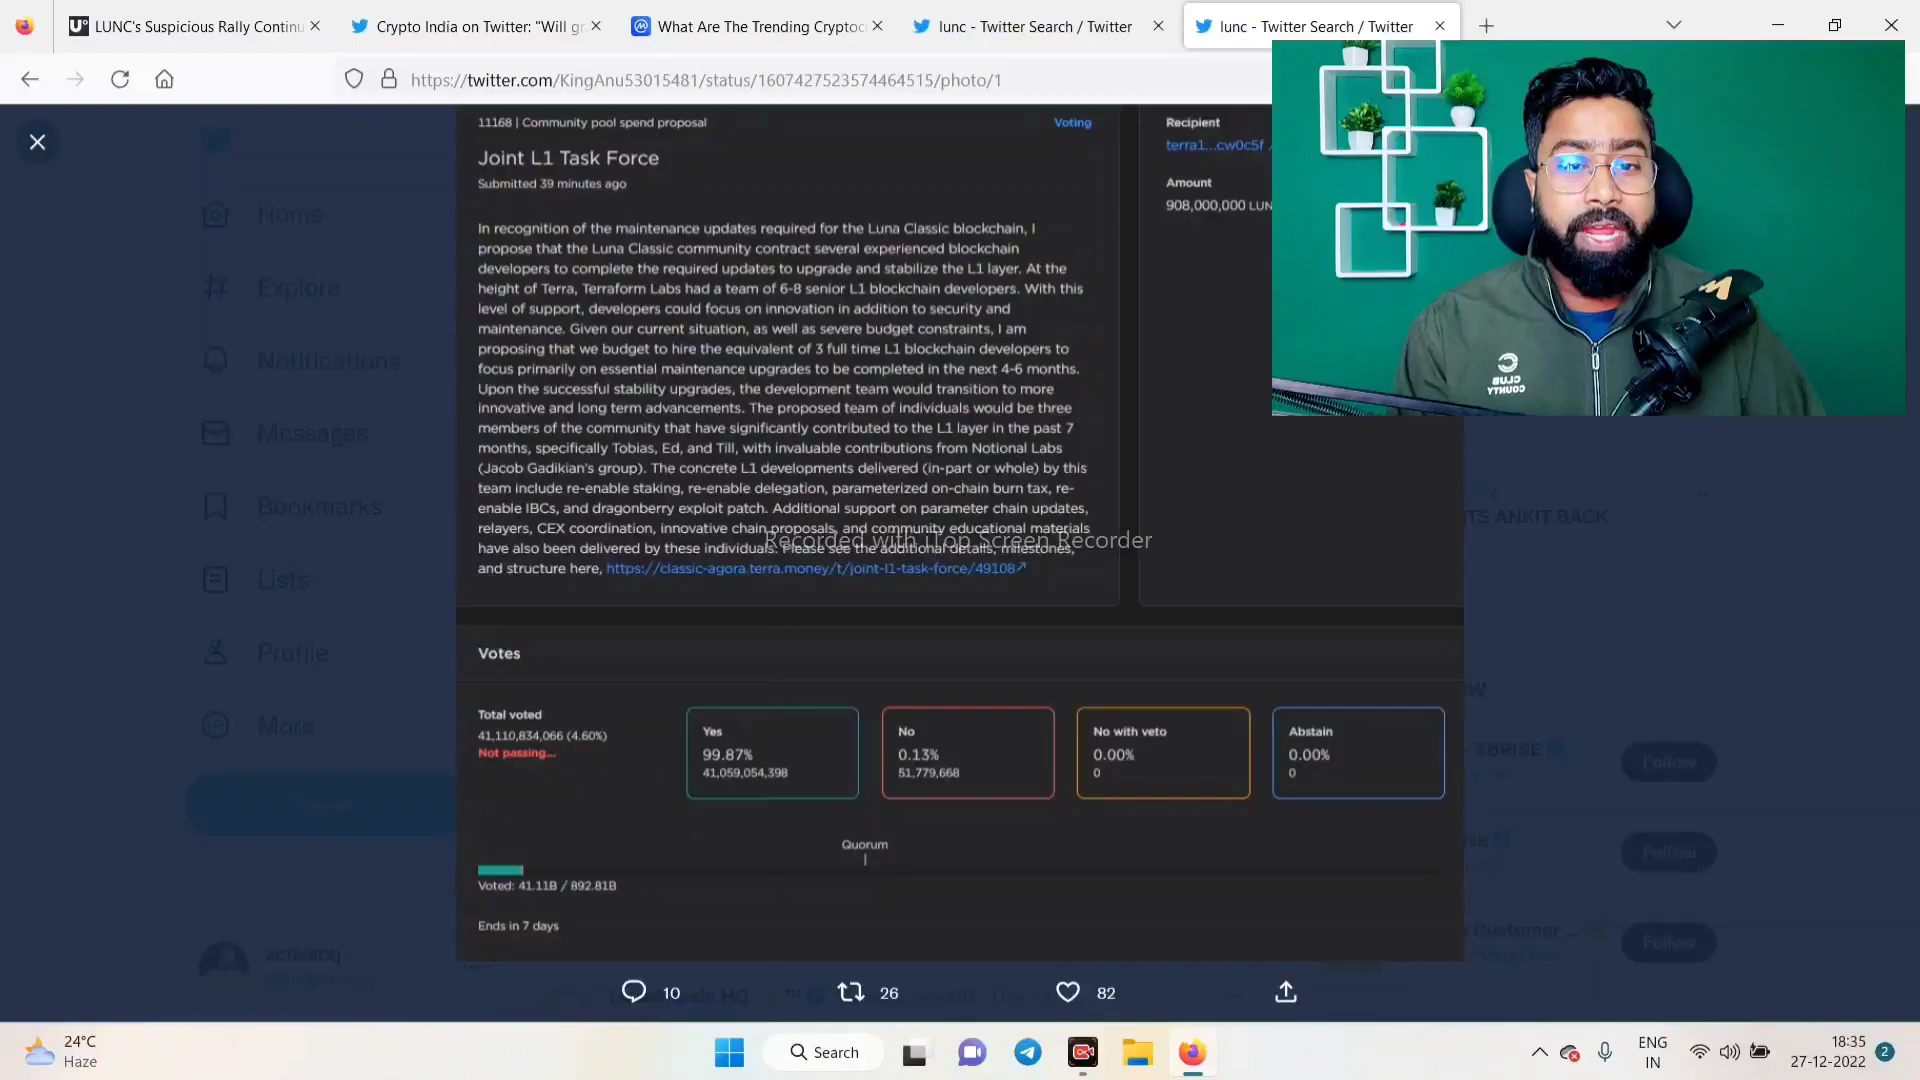 LUNC's Suspicious Rally Continu
Crypto India on Twitter: "Will gr
What Are The Trending Cryptoc
lunc - Twitter Search / Twitter
lunc - Twitter Search / Twitter
https://twitter.com/KingAnu53015481/status/1607427523574464515/photo/1
11168 | Community pool spend proposal
Voting
Joint L1 Task Force
Submitted 39 minutes ago
In recognition of the maintenance updates required for the Luna Classic blockchain, I
propose that the Luna Classic community contract several experienced blockchain
developers to complete the required updates to upgrade and stabilize the L1 layer. At the
height of Terra, Terraform Labs had a team of 6-8 senior L1 blockchain developers. With this
level of support, developers could focus on innovation in addition to security and
maintenance. Given our current situation, as well as severe budget constraints, I am
proposing that we budget to hire the equivalent of 3 full time L1 blockchain developers to
focus primarily on essential maintenance upgrades to be completed in the next 4-6 months.
Upon the successful stability upgrades, the development team would transition to more
innovative and long term advancements. The proposed team of individuals would be three
members of the community that have significantly contributed to the L1 layer in the past 7
months, specifically Tobias, Ed, and Till, with invaluable contributions from Notional Labs
(Jacob Gadikian's group). The concrete L1 developments delivered (in-part or whole) by this
team include re-enable staking, re-enable delegation, parameterized on-chain burn tax, re-
enable IBCs, and dragonberry exploit patch. Additional support on parameter chain updates,
relayers, CEX coordination, innovative chain proposals, and community educational materials
have also been delivered by these individuals. Please see the additional details, milestones,
and structure here, https://classic-agora.terra.money/t/joint-l1-task-force/49108
Recorded with iTop Screen Recorder
Recipient
terra1...cw0c5f
Amount
908,000,000 LUN
CLUB
COUNTY
Home
Explore
Notifications
Messages
Bookmarks
Lists
Profile
More
TS ANKIT BACK
Votes
Total voted
41,110,834,066 (4.60%)
Not passing...
Yes
99.87%
41,059,054,398
No
0.13%
51,779,668
No with veto
0.00%
0
Abstain
0.00%
0
Quorum
Voted: 41.11B / 892.81B
Ends in 7 days
Follow
Follow
Customer ...
Follow
10
26
82
24°C
Haze
Search
ENG
IN
18:35
27-12-2022
2